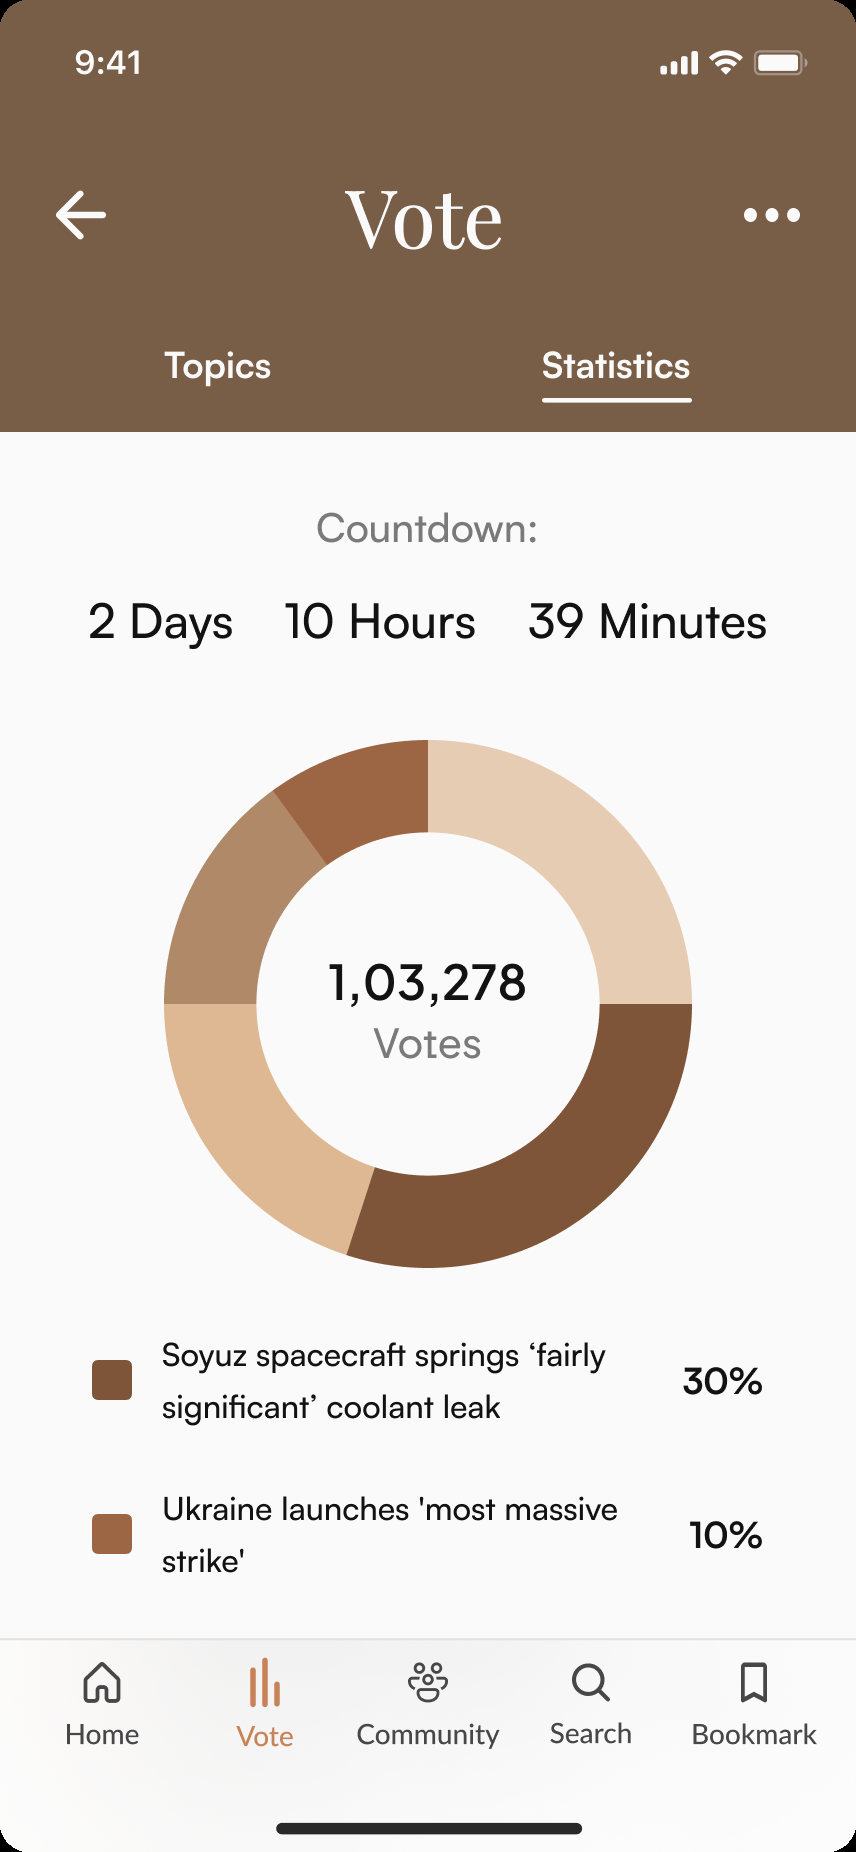 9:41
Vote
Topics Statistics
Countdown:
2 Days 10 Hours 39 Minutes
1,03,278
Votes
Soyuz spacecraft springs ‘fairly
significant’ coolant leak
30%
Ukraine launches 'most massive
strike'
10%
Home Vote Community Search Bookmark